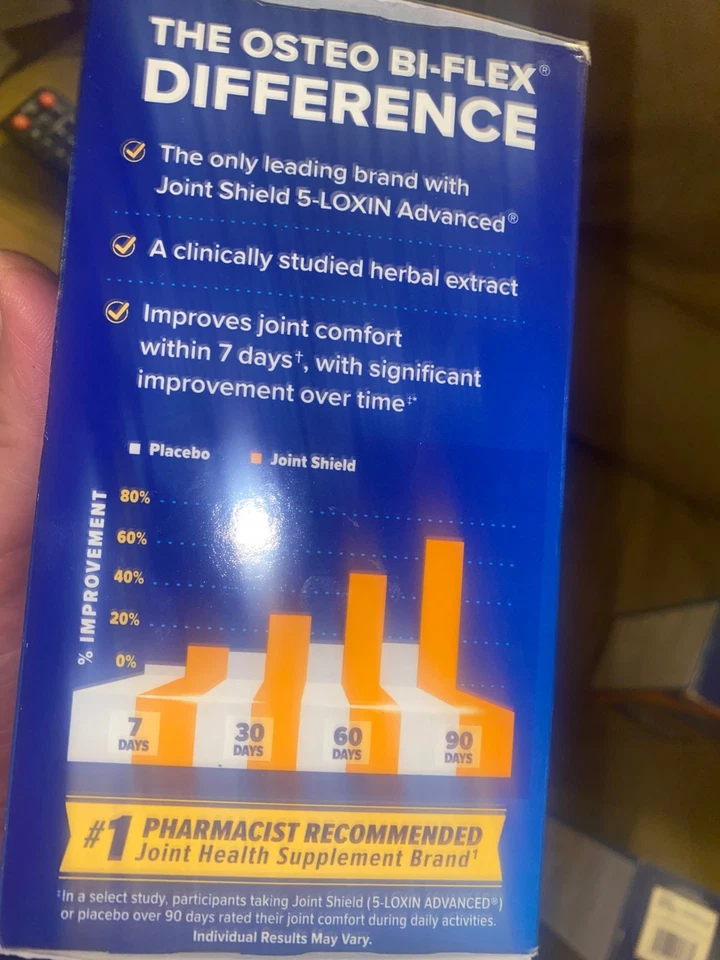 THE OSTEO BI-FLEX®
DIFFERENCE
The only leading brand with
Joint Shield 5-LOXIN Advanced®
A clinically studied herbal extract
Improves joint comfort
within 7 days†, with significant
improvement over time‡*
Placebo
Joint Shield
% IMPROVEMENT
80%
60%
40%
20%
0%
7
DAYS
30
DAYS
60
DAYS
90
DAYS
#1 PHARMACIST RECOMMENDED
Joint Health Supplement Brand¹
‡In a select study, participants taking Joint Shield (5-LOXIN ADVANCED®)
or placebo over 90 days rated their joint comfort during daily activities.
Individual Results May Vary.